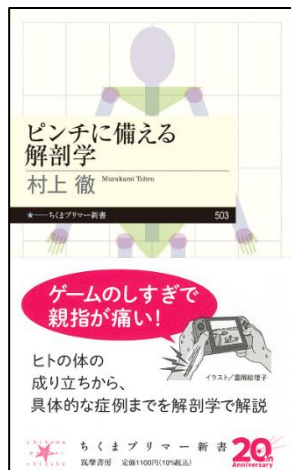 ピンチに備える
解剖学
村上 徹 Murakami Tohru
★──ちくまプリマー新書 503
ゲームのしすぎで
親指が痛い!
イラスト/豊岡絵理子
ヒトの体の
成り立ちから、
具体的な症例までを解剖学で解説
chikuma
primer
shinsho
ちくまプリマー新書
筑摩書房 定価1100円(10%税込)
20th
Anniversary